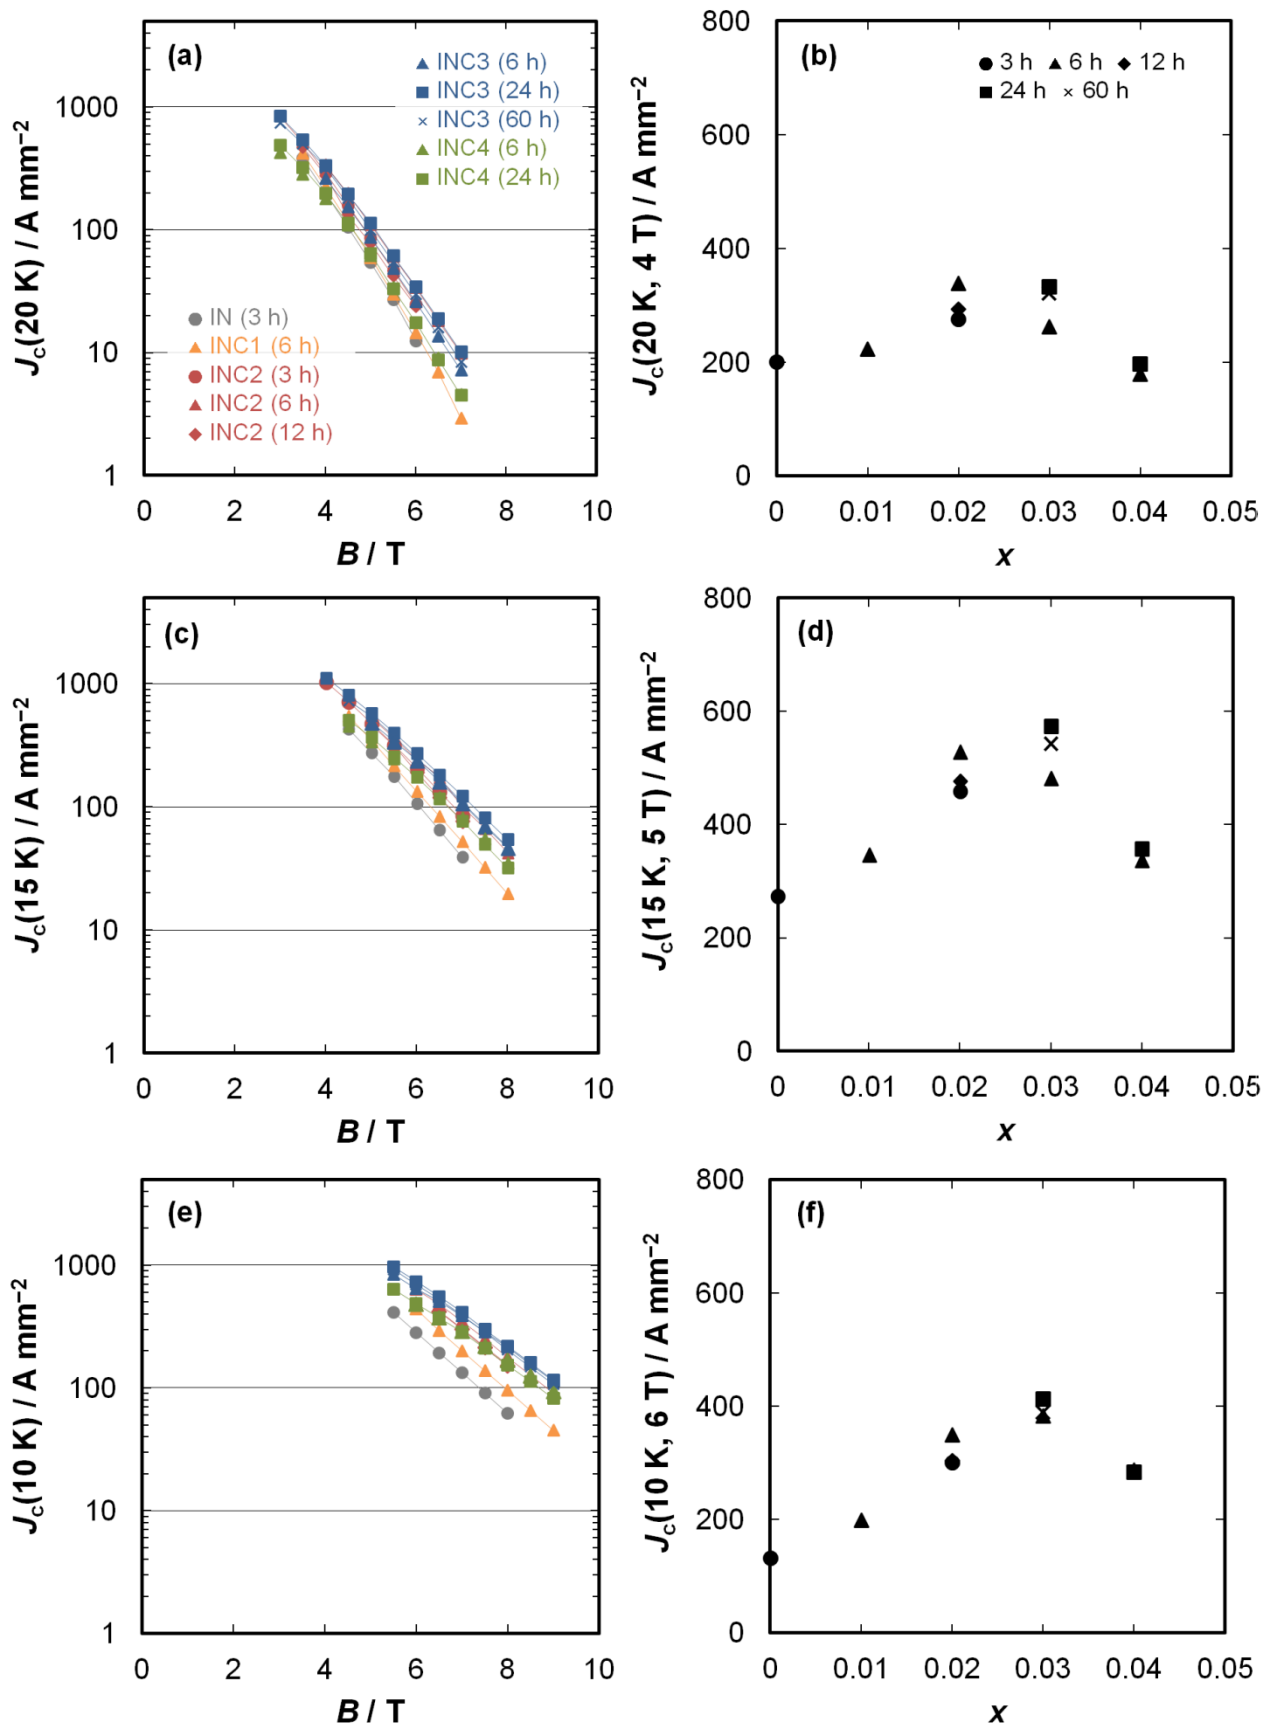 (a)
INC3 (6 h)
INC3 (24 h)
INC3 (60 h)
INC4 (6 h)
INC4 (24 h)
IN (3 h)
INC1 (6 h)
INC2 (3 h)
INC2 (6 h)
INC2 (12 h)
Jc(20 K) / A mm−2
1000
100
10
1
0 2 4 6 8 10
B / T
(b)
3 h 6 h 12 h
24 h 60 h
Jc(20 K, 4 T) / A mm−2
800
600
400
200
0
0 0.01 0.02 0.03 0.04 0.05
x
(c)
Jc(15 K) / A mm−2
1000
100
10
1
0 2 4 6 8 10
B / T
(d)
Jc(15 K, 5 T) / A mm−2
800
600
400
200
0
0 0.01 0.02 0.03 0.04 0.05
x
(e)
Jc(10 K) / A mm−2
1000
100
10
1
0 2 4 6 8 10
B / T
(f)
Jc(10 K, 6 T) / A mm−2
800
600
400
200
0
0 0.01 0.02 0.03 0.04 0.05
x